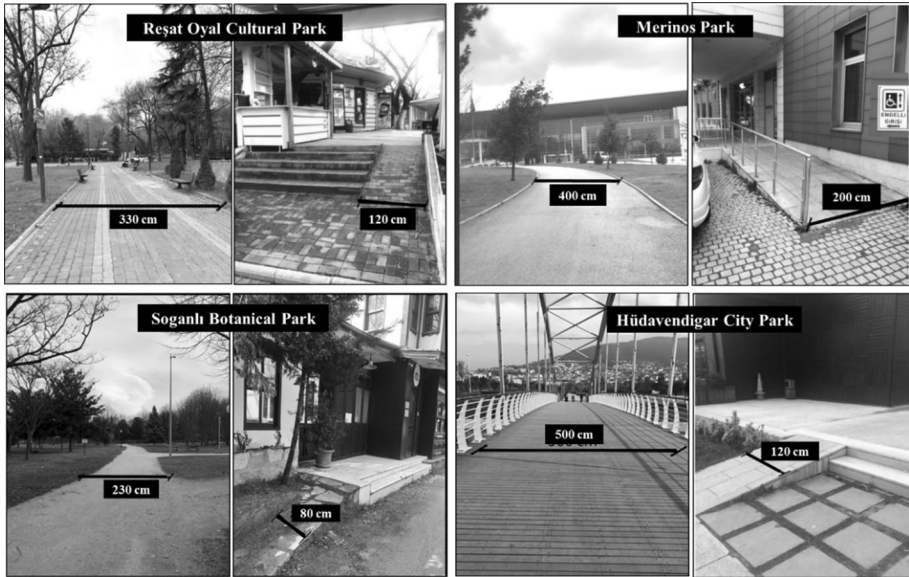 Reşat Oyal Cultural Park
330 cm
120 cm
Merinos Park
400 cm
ENGELLİ
GİRİŞİ
200 cm
Soganlı Botanical Park
230 cm
80 cm
Hüdavendigar City Park
500 cm
120 cm